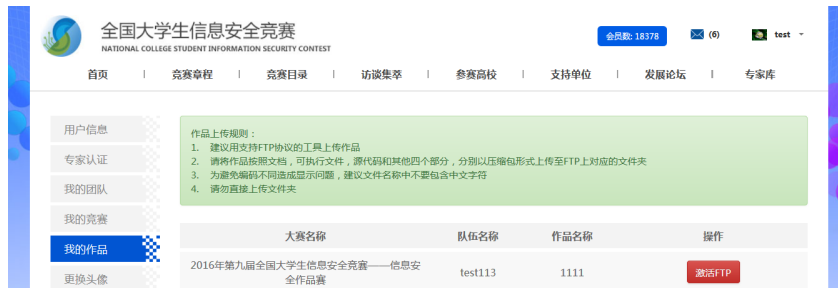 全国大学生信息安全竞赛
NATIONAL COLLEGE STUDENT INFORMATION SECURITY CONTEST
会员数: 18378 (6) test
首页 | 竞赛章程 | 竞赛目录 | 访谈集萃 | 参赛高校 | 支持单位 | 发展论坛 | 专家库
用户信息
专家认证
我的团队
我的竞赛
我的作品
更换头像
作品上传规则：
1. 建议用支持FTP协议的工具上传作品
2. 请将作品按照文档，可执行文件，源代码和其他四个部分，分别以压缩包形式上传至FTP上对应的文件夹
3. 为避免编码不同造成显示问题，建议文件名称中不要包含中文字符
4. 请勿直接上传文件夹
大赛名称 队伍名称 作品名称 操作
2016年第九届全国大学生信息安全竞赛——信息安
全作品赛
test113 1111 激活FTP